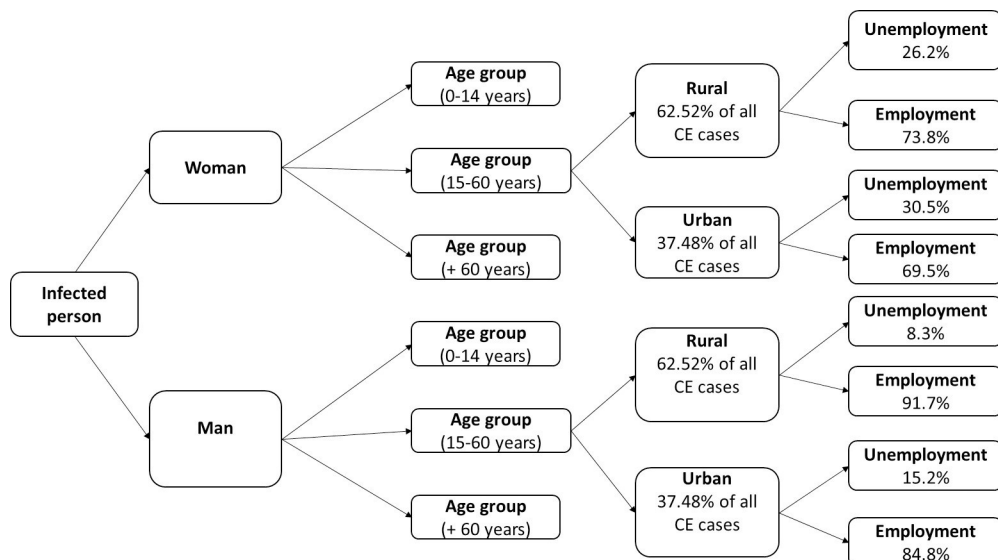 Infected
person
Woman
Age group
(0-14 years)
Age group
(15-60 years)
Age group
(+ 60 years)
Rural
62.52% of all
CE cases
Unemployment
26.2%
Employment
73.8%
Urban
37.48% of all
CE cases
Unemployment
30.5%
Employment
69.5%
Man
Age group
(0-14 years)
Age group
(15-60 years)
Age group
(+ 60 years)
Rural
62.52% of all
CE cases
Unemployment
8.3%
Employment
91.7%
Urban
37.48% of all
CE cases
Unemployment
15.2%
Employment
84.8%